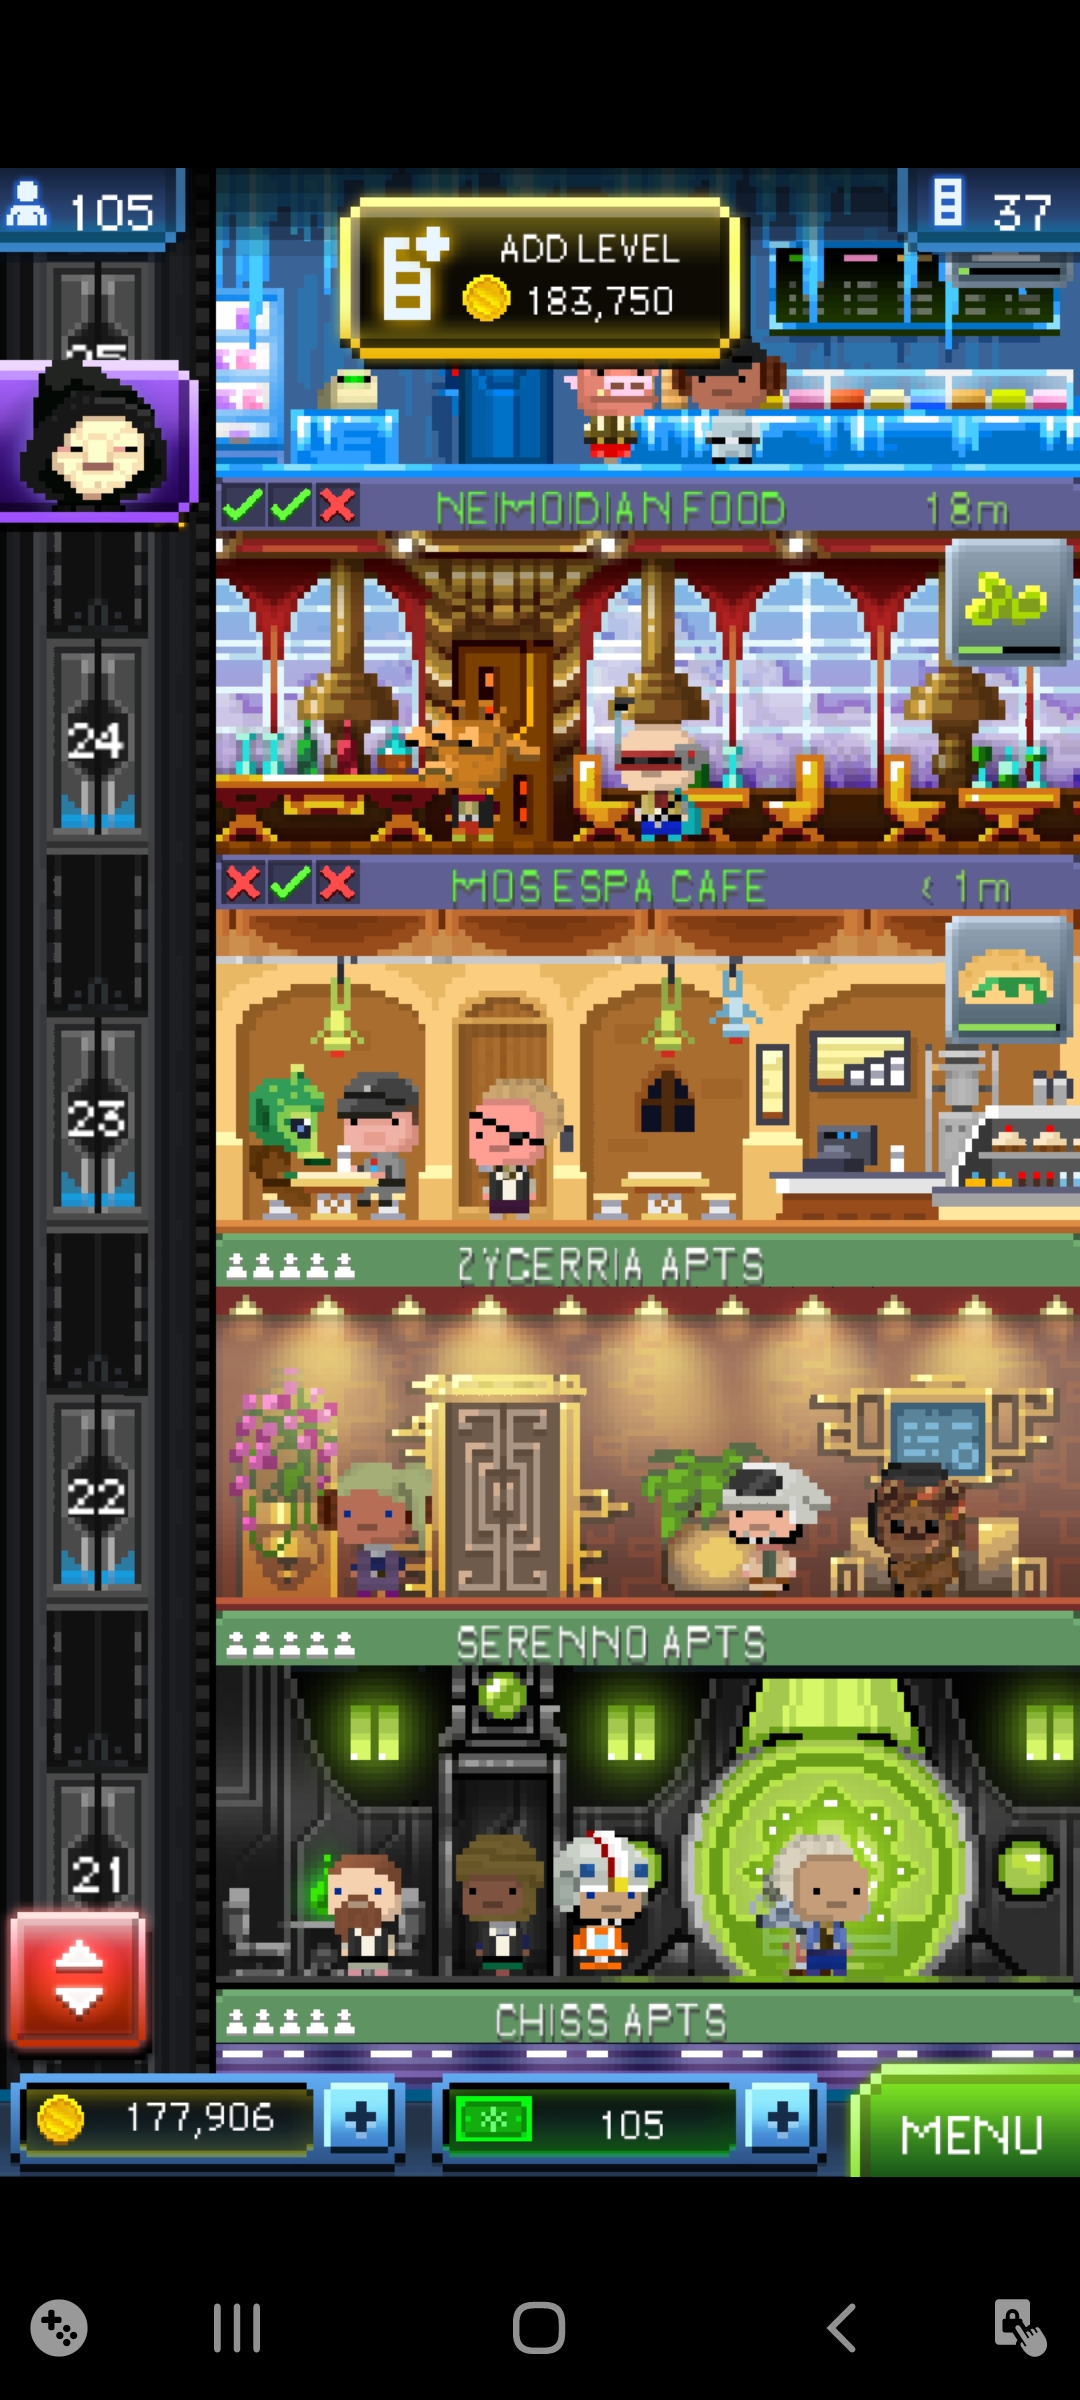 105
37
ADD LEVEL
183,750
25
NEIMOIDIAN FOOD
18m
24
MOS ESPA CAFE
< 1m
23
ZYGERRIA APTS
22
SERENNO APTS
21
CHISS APTS
177,906
105
MENU